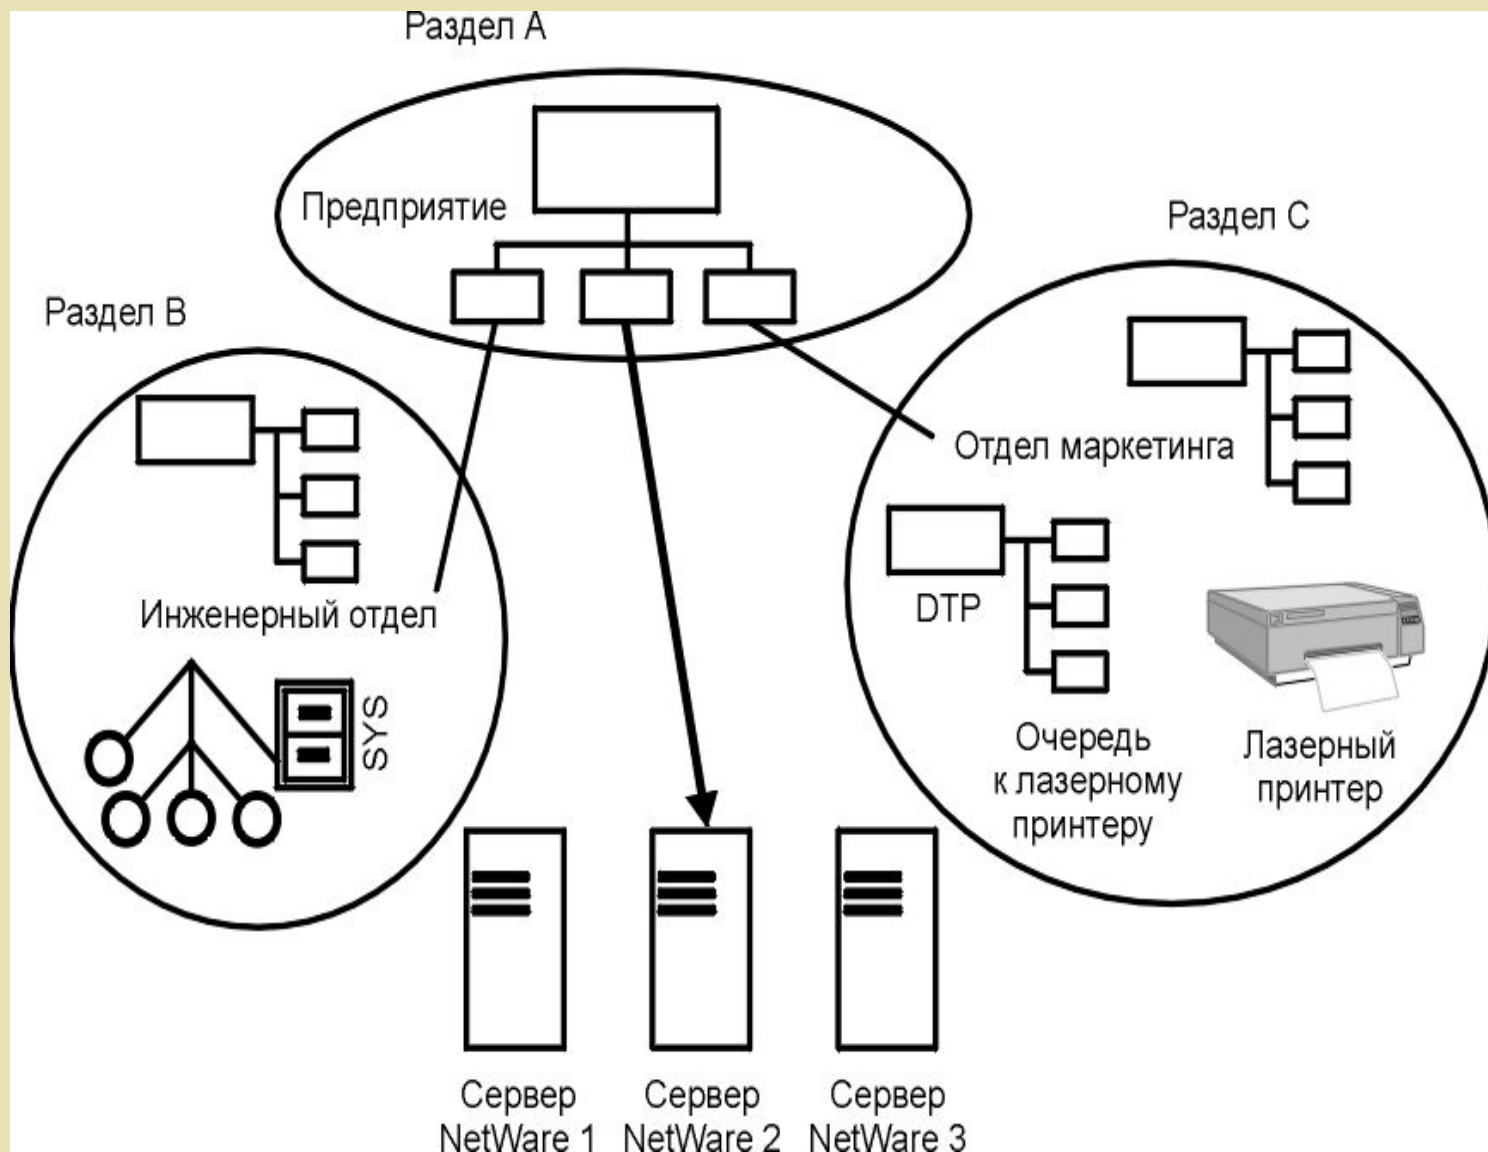 Раздел А
Предприятие
Раздел С
Раздел В
Отдел маркетинга
Инженерный отдел
DTP
SYS
Очередь
к лазерному
принтеру
Лазерный
принтер
Сервер
NetWare 1
Сервер
NetWare 2
Сервер
NetWare 3